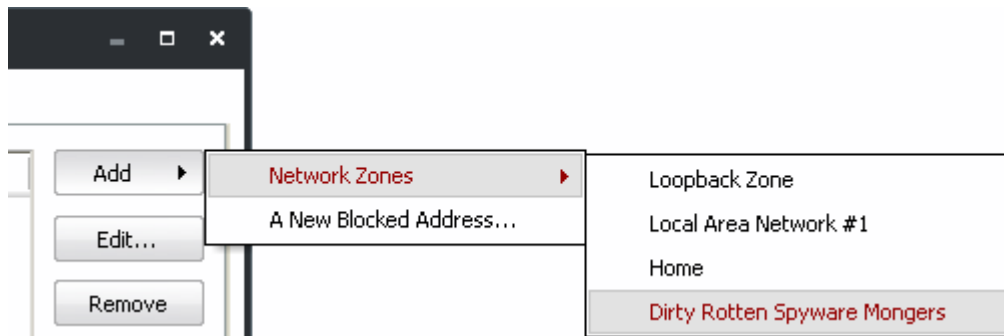 Add
Edit...
Remove
Network Zones
A New Blocked Address...
Loopback Zone
Local Area Network #1
Home
Dirty Rotten Spyware Mongers